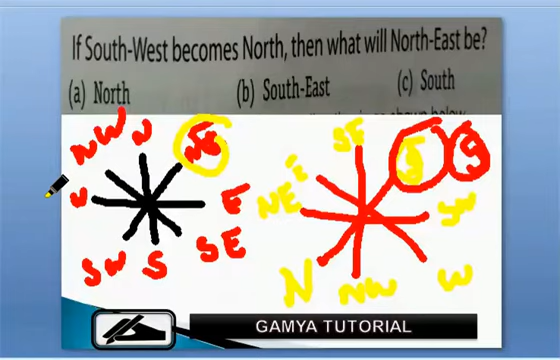 If South-West becomes North, then what will North-East be?
(a) North (b) South-East (c) South
NW N NE SE S S
E NE E SW
SW S SE N NW W
GAMYA TUTORIAL